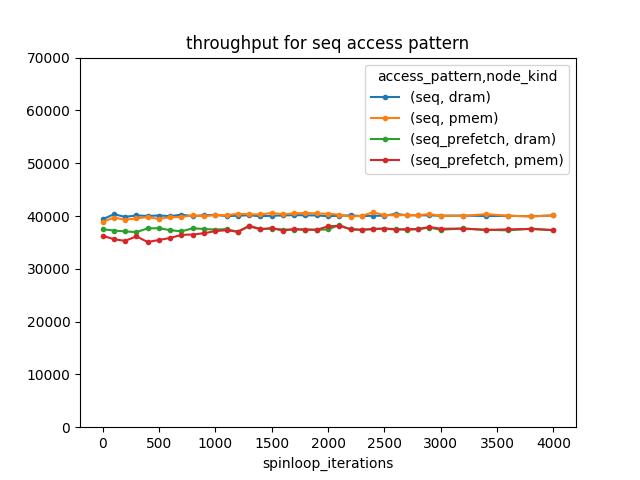 throughput for seq access pattern
70000
60000
50000
40000
30000
20000
10000
0
access_pattern,node_kind
(seq, dram)
(seq, pmem)
(seq_prefetch, dram)
(seq_prefetch, pmem)
0 500 1000 1500 2000 2500 3000 3500 4000
spinloop_iterations